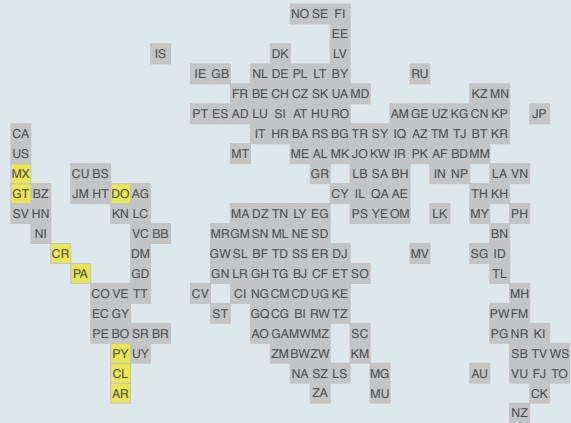 NO SE FI
EE
IS DK LV
IE GB NL DE PL LT BY RU
FR BE CH CZ SK UA MD KZ MN
PT ES AD LU SI AT HU RO AM GE UZ KG CN KP JP
CA IT HR BA RS BG TR SY IQ AZ TM TJ BT KR
US MT ME AL MK JO KW IR PK AF BD MM
MX CU BS GR LB SA BH IN NP LA VN
GT BZ JM HT DO AG CY IL QA AE TH KH
SV HN KN LC MA DZ TN LY EG PS YE OM LK MY PH
NI VC BB MR GM SN ML NE SD BN
CR DM GW SL BF TD SS ER DJ MV SG ID
PA GD GN LR GH TG BJ CF ET SO TL
CO VE TT CV CI NG CM CD UG KE MH
EC GY ST GQ CG BI RW TZ PW FM
PE BO SR BR AO GA MW MZ SC PG NR KI
PY UY ZM BW ZW KM SB TV WS
CL NA SZ LS MG AU VU FJ TO
AR ZA MU CK
NZ